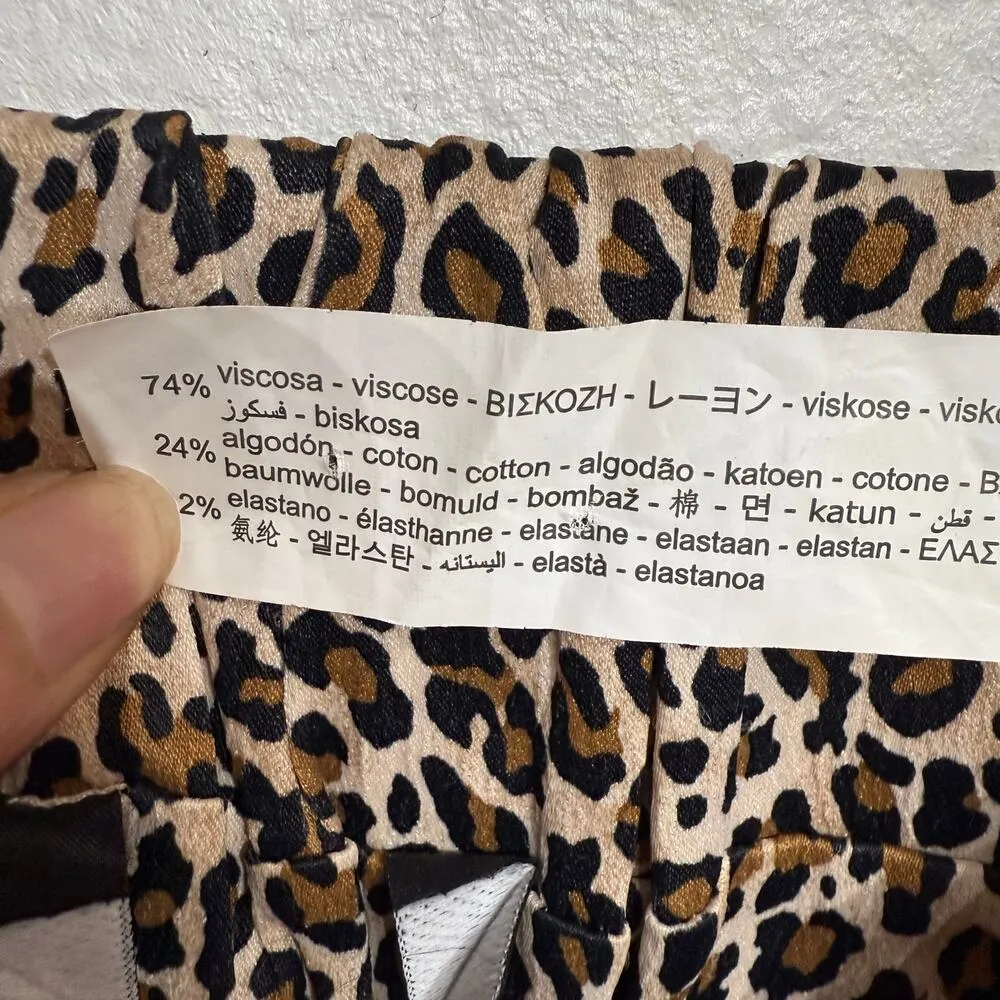 74% viscosa - viscose - ΒΙΣΚΟΖΗ - レーヨン - viskose -
فسكوز - biskosa
24% algodón - coton - cotton - algodão - katoen - cotone -
baumwolle - bomuld - bombaž - 棉 - 면 - katun - قطن -
2% elastano - élasthanne - elastane - elastaan - elastan -
氨纶 - 엘라스탄 - اليستانه - elastà - elastanoa